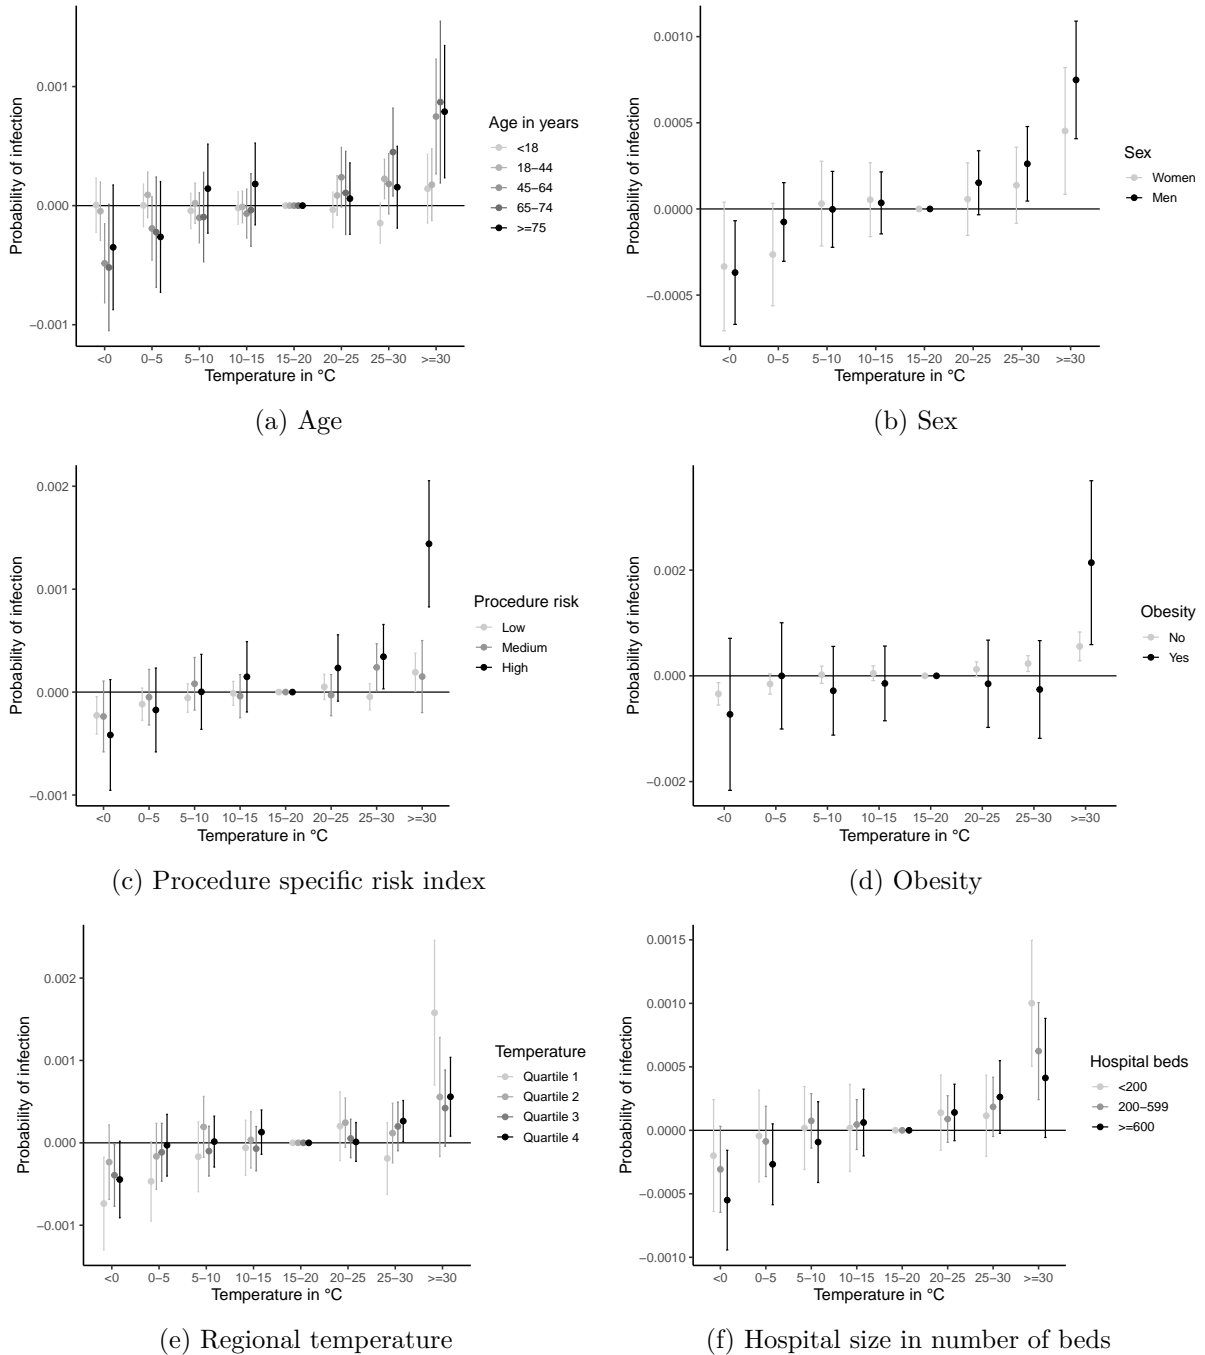 Probability of infection
0.001
0.000
−0.001
<0 0−5 5−10 10−15 15−20 20−25 25−30 >=30
Temperature in °C
Age in years
<18
18−44
45−64
65−74
>=75
(a) Age
Probability of infection
0.0010
0.0005
0.0000
−0.0005
<0 0−5 5−10 10−15 15−20 20−25 25−30 >=30
Temperature in °C
Sex
Women
Men
(b) Sex
Probability of infection
0.002
0.001
0.000
−0.001
<0 0−5 5−10 10−15 15−20 20−25 25−30 >=30
Temperature in °C
Procedure risk
Low
Medium
High
(c) Procedure specific risk index
Probability of infection
0.002
0.000
−0.002
<0 0−5 5−10 10−15 15−20 20−25 25−30 >=30
Temperature in °C
Obesity
No
Yes
(d) Obesity
Probability of infection
0.002
0.001
0.000
−0.001
<0 0−5 5−10 10−15 15−20 20−25 25−30 >=30
Temperature in °C
Temperature
Quartile 1
Quartile 2
Quartile 3
Quartile 4
(e) Regional temperature
Probability of infection
0.0015
0.0010
0.0005
0.0000
−0.0005
−0.0010
<0 0−5 5−10 10−15 15−20 20−25 25−30 >=30
Temperature in °C
Hospital beds
<200
200−599
>=600
(f) Hospital size in number of beds